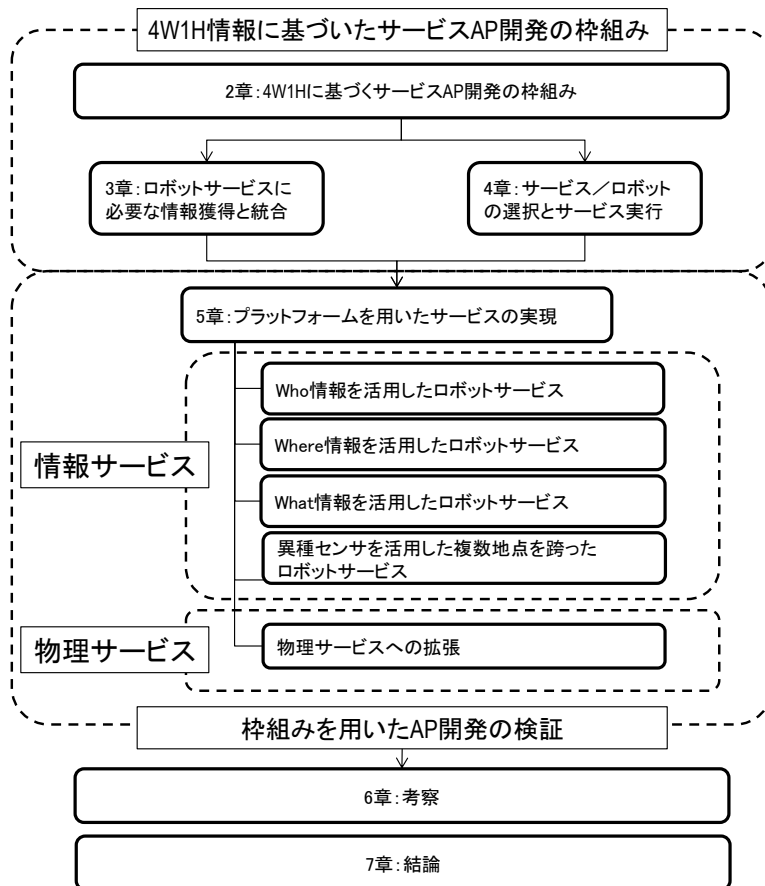 4W1H情報に基づいたサービスAP開発の枠組み
2章:4W1Hに基づくサービスAP開発の枠組み
3章:ロボットサービスに
必要な情報獲得と統合
4章:サービス/ロボット
の選択とサービス実行
5章:プラットフォームを用いたサービスの実現
Who情報を活用したロボットサービス
Where情報を活用したロボットサービス
情報サービス
What情報を活用したロボットサービス
異種センサを活用した複数地点を跨った
ロボットサービス
物理サービス
物理サービスへの拡張
枠組みを用いたAP開発の検証
6章:考察
7章:結論